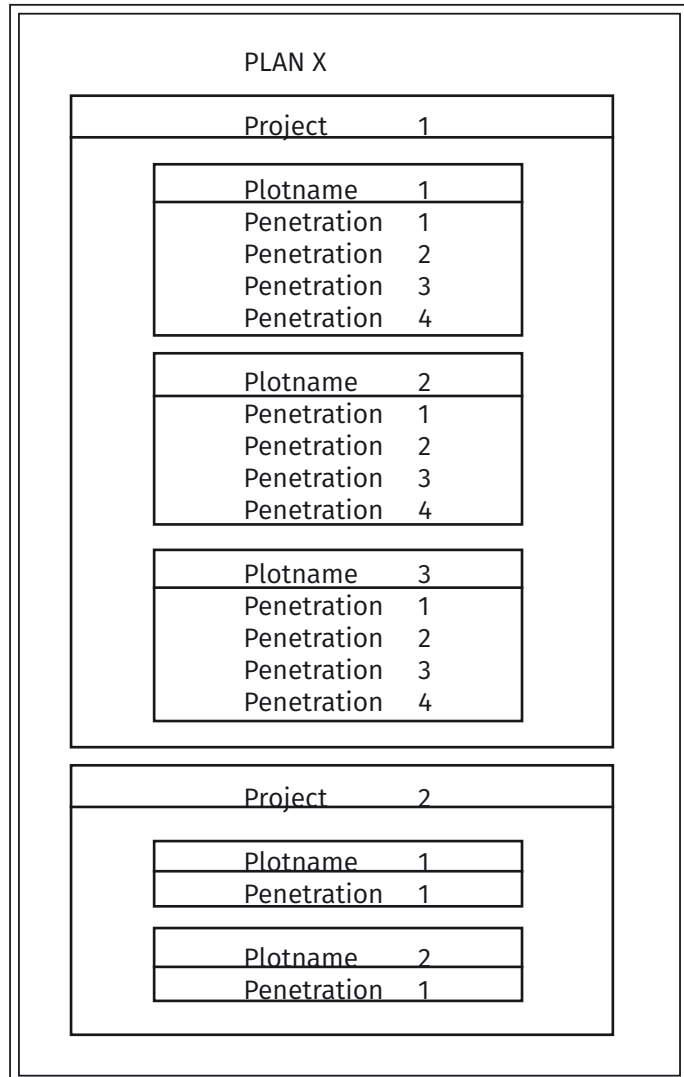 PLAN X
Project 1
Plotname 1
Penetration 1
Penetration 2
Penetration 3
Penetration 4
Plotname 2
Penetration 1
Penetration 2
Penetration 3
Penetration 4
Plotname 3
Penetration 1
Penetration 2
Penetration 3
Penetration 4
Project 2
Plotname 1
Penetration 1
Plotname 2
Penetration 1